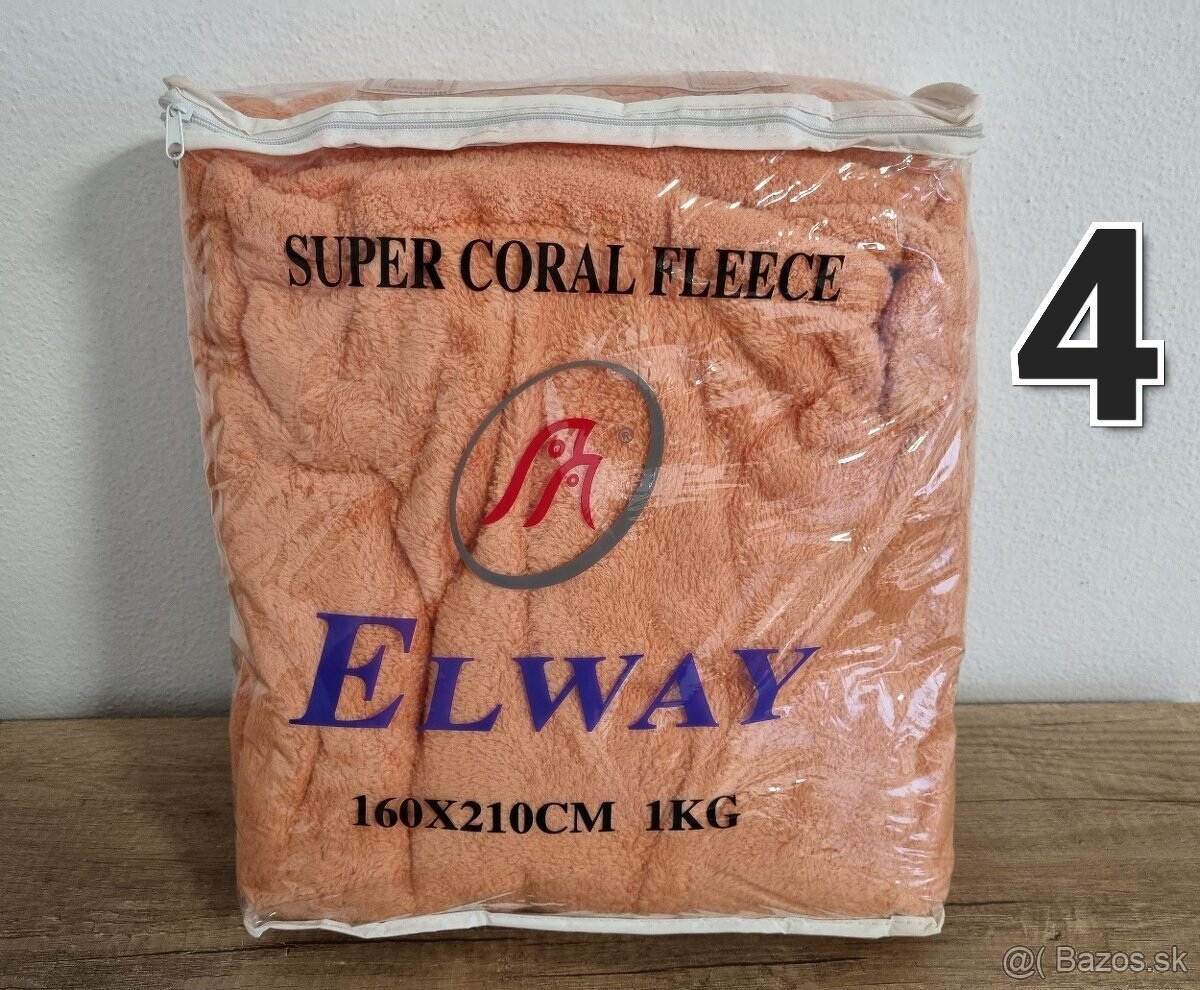 SUPER CORAL FLEECE
4
®
ELWAY
160X210CM 1KG
@( Bazos.sk